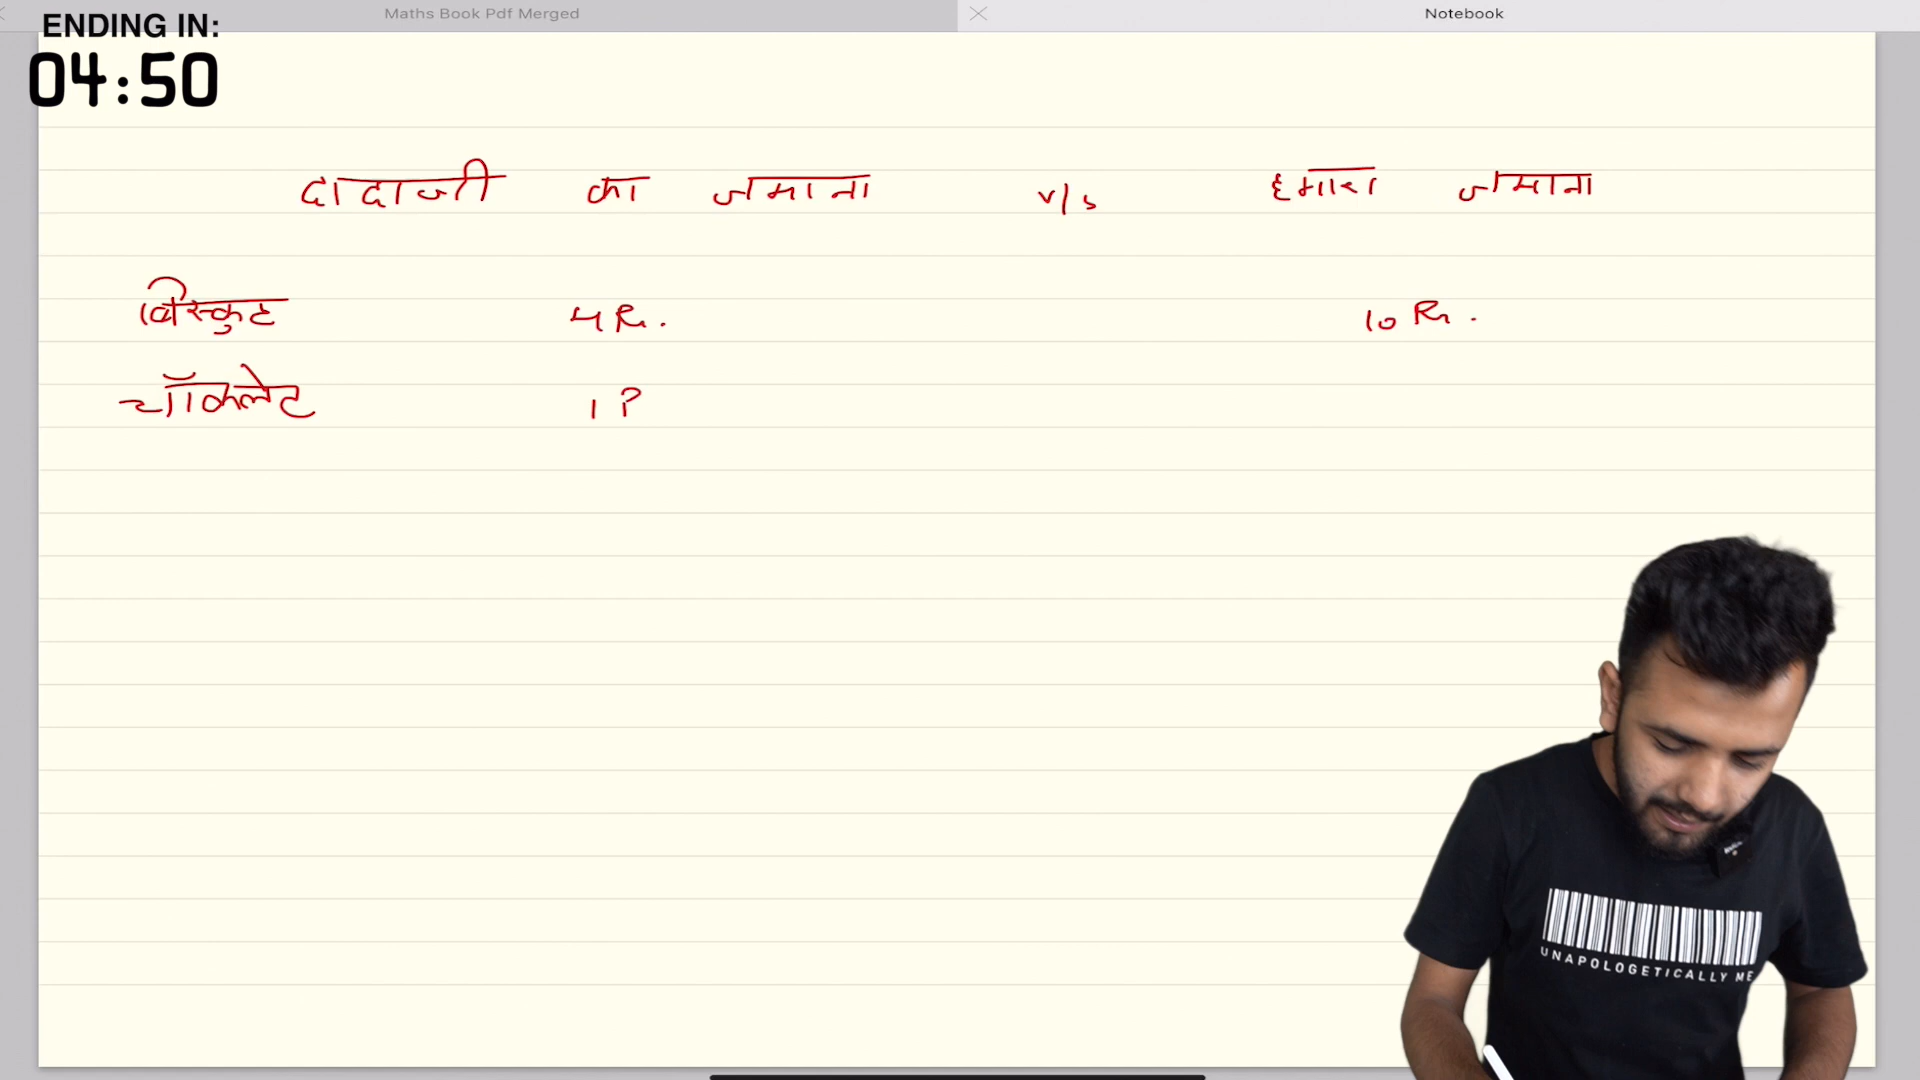 Maths Book Pdf Merged
Notebook
ENDING IN:
04:50
दादाजी का जमाना v/s हमारा जमाना
बिस्कुट 4 Rs. 10 Rs.
चॉकलेट 1 ?
UNAPOLOGETICALLY ME